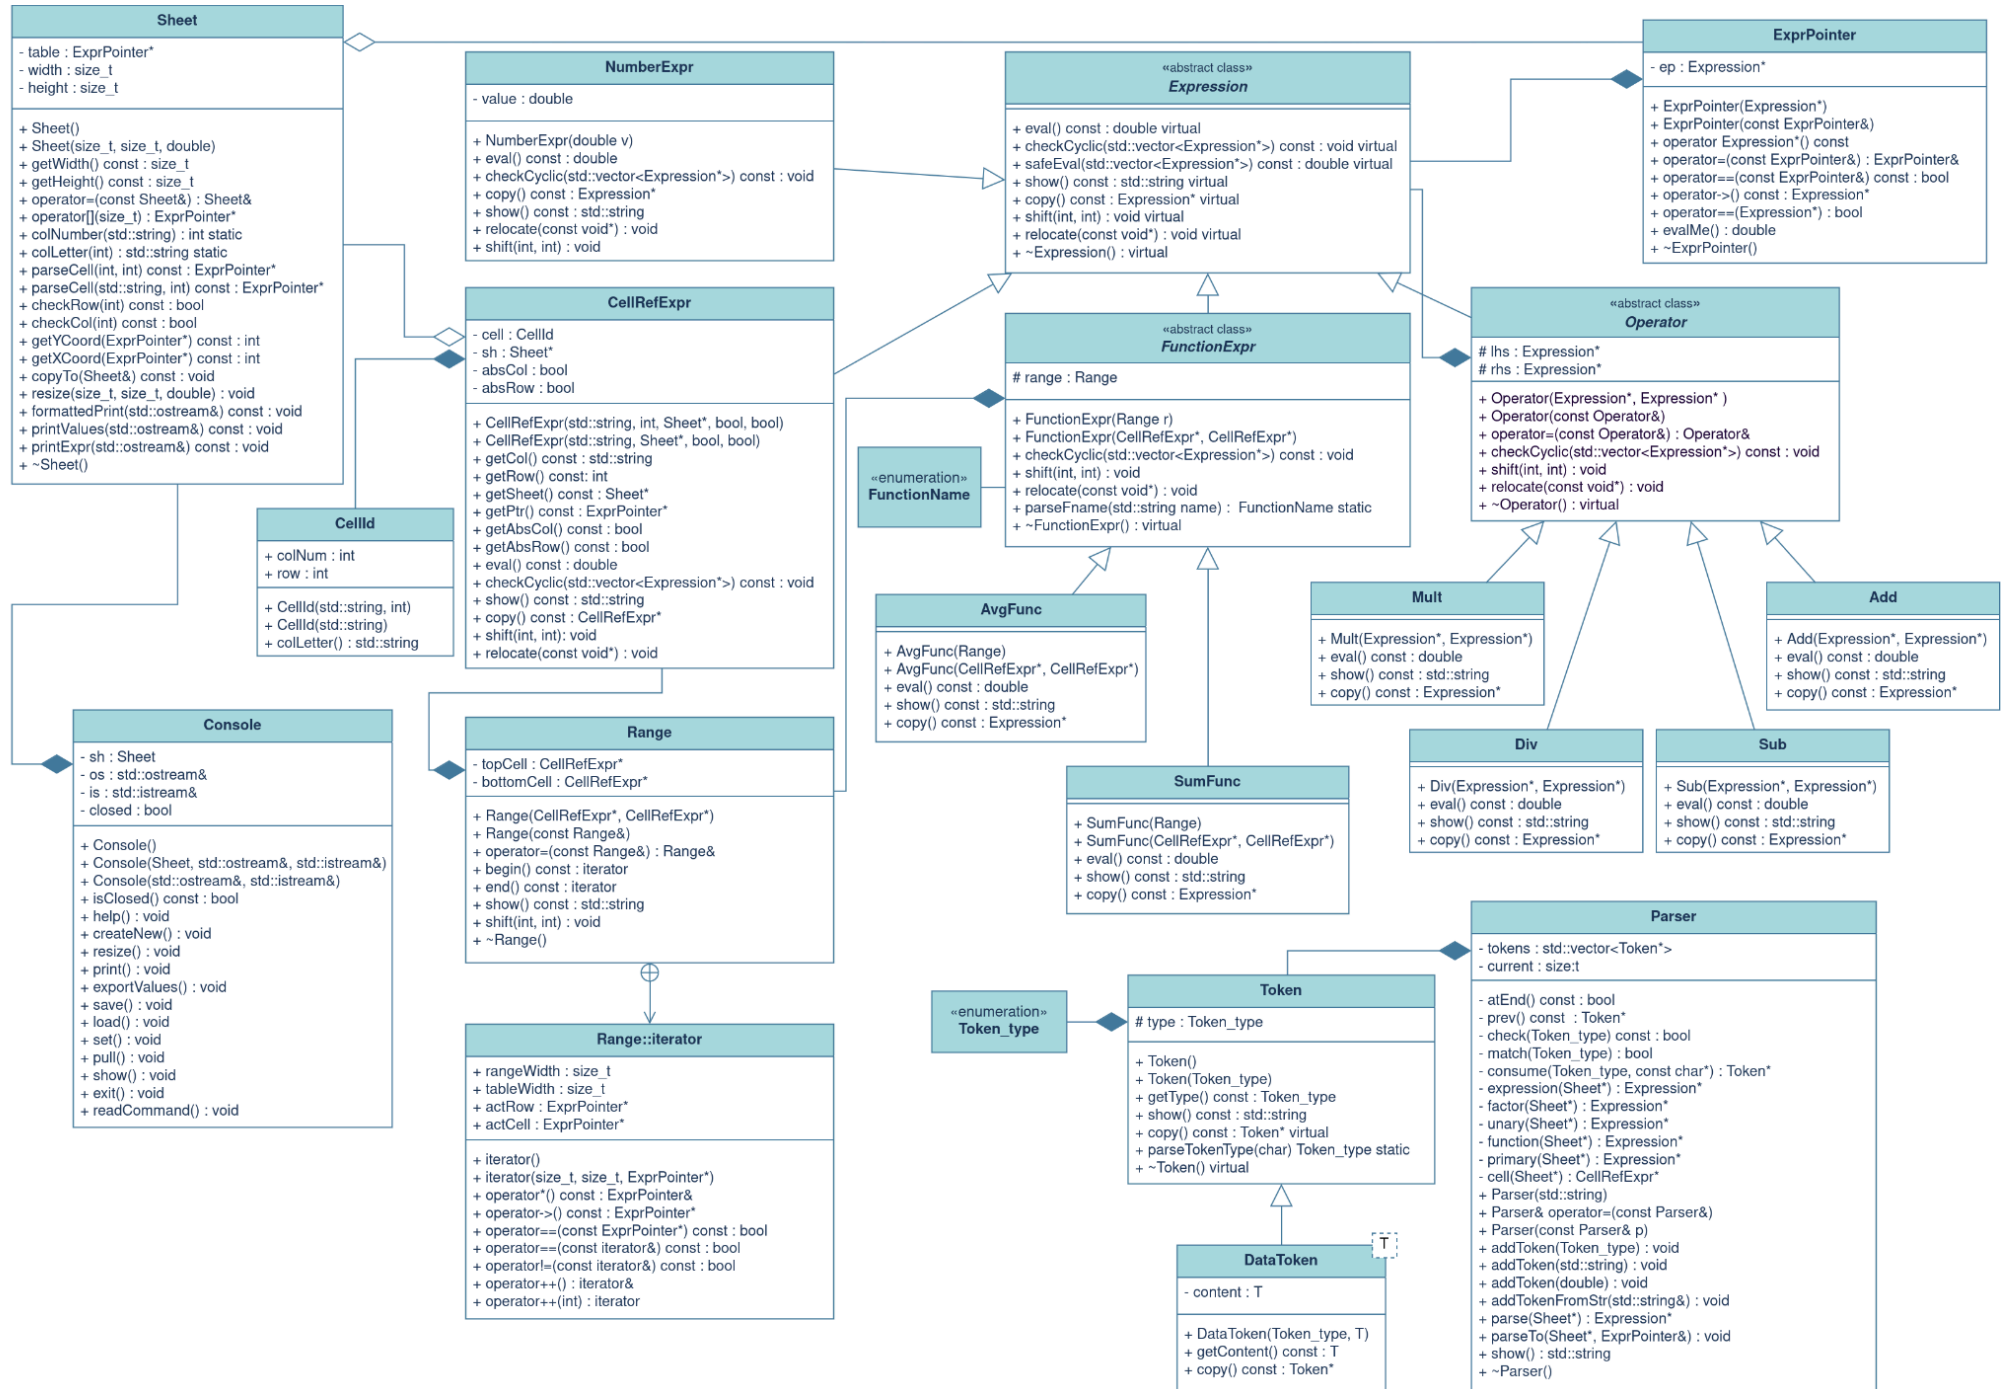 Sheet
- table : ExprPointer*
- width : size_t
- height : size_t
+ Sheet()
+ Sheet(size_t, size_t, double)
+ getWidth() const : size_t
+ getHeight() const : size_t
+ operator=(const Sheet&) : Sheet&
+ operator[](size_t) : ExprPointer*
+ colNumber(std::string) : int static
+ colLetter(int) : std::string static
+ parseCell(int, int) const : ExprPointer*
+ parseCell(std::string, int) const : ExprPointer*
+ checkRow(int) const : bool
+ checkCol(int) const : bool
+ getYCoord(ExprPointer*) const : int
+ getXCoord(ExprPointer*) const : int
+ copyTo(Sheet&) const : void
+ resize(size_t, size_t, double) : void
+ formattedPrint(std::ostream&) const : void
+ printValues(std::ostream&) const : void
+ printExpr(std::ostream&) const : void
+ ~Sheet()
NumberExpr
- value : double
+ NumberExpr(double v)
+ eval() const : double
+ checkCyclic(std::vector<Expression*>) const : void
+ copy() const : Expression*
+ show() const : std::string
+ relocate(const void*) : void
+ shift(int, int) : void
«abstract class»
Expression
+ eval() const : double virtual
+ checkCyclic(std::vector<Expression*>) const : void virtual
+ safeEval(std::vector<Expression*>) const : double virtual
+ show() const : std::string virtual
+ copy() const : Expression* virtual
+ shift(int, int) : void virtual
+ relocate(const void*) : void virtual
+ ~Expression() : virtual
ExprPointer
- ep : Expression*
+ ExprPointer(Expression*)
+ ExprPointer(const ExprPointer&)
+ operator Expression*() const
+ operator=(const ExprPointer&) : ExprPointer&
+ operator==(const ExprPointer&) const : bool
+ operator->() const : Expression*
+ operator==(Expression*) : bool
+ evalMe() : double
+ ~ExprPointer()
CellRefExpr
- cell : CellId
- sh : Sheet*
- absCol : bool
- absRow : bool
+ CellRefExpr(std::string, int, Sheet*, bool, bool)
+ CellRefExpr(std::string, Sheet*, bool, bool)
+ getCol() const : std::string
+ getRow() const: int
+ getSheet() const : Sheet*
+ getPtr() const : ExprPointer*
+ getAbsCol() const : bool
+ getAbsRow() const : bool
+ eval() const : double
+ checkCyclic(std::vector<Expression*>) const : void
+ show() const : std::string
+ copy() const : CellRefExpr*
+ shift(int, int): void
+ relocate(const void*) : void
«abstract class»
FunctionExpr
# range : Range
+ FunctionExpr(Range r)
+ FunctionExpr(CellRefExpr*, CellRefExpr*)
+ checkCyclic(std::vector<Expression*>) const : void
+ shift(int, int) : void
+ relocate(const void*) : void
+ parseFname(std::string name) : FunctionName static
+ ~FunctionExpr() : virtual
«abstract class»
Operator
# lhs : Expression*
# rhs : Expression*
+ Operator(Expression*, Expression* )
+ Operator(const Operator&)
+ operator=(const Operator&) : Operator&
+ checkCyclic(std::vector<Expression*>) const : void
+ shift(int, int) : void
+ relocate(const void*) : void
+ ~Operator() : virtual
«enumeration»
FunctionName
CellId
+ colNum : int
+ row : int
+ CellId(std::string, int)
+ CellId(std::string)
+ colLetter() : std::string
AvgFunc
+ AvgFunc(Range)
+ AvgFunc(CellRefExpr*, CellRefExpr*)
+ eval() const : double
+ show() const : std::string
+ copy() const : Expression*
Mult
+ Mult(Expression*, Expression*)
+ eval() const : double
+ show() const : std::string
+ copy() const : Expression*
Add
+ Add(Expression*, Expression*)
+ eval() const : double
+ show() const : std::string
+ copy() const : Expression*
Console
- sh : Sheet
- os : std::ostream&
- is : std::istream&
- closed : bool
+ Console()
+ Console(Sheet, std::ostream&, std::istream&)
+ Console(std::ostream&, std::istream&)
+ isClosed() const : bool
+ help() : void
+ createNew() : void
+ resize() : void
+ print() : void
+ exportValues() : void
+ save() : void
+ load() : void
+ set() : void
+ pull() : void
+ show() : void
+ exit() : void
+ readCommand() : void
Range
- topCell : CellRefExpr*
- bottomCell : CellRefExpr*
+ Range(CellRefExpr*, CellRefExpr*)
+ Range(const Range&)
+ operator=(const Range&) : Range&
+ begin() const : iterator
+ end() const : iterator
+ show() const : std::string
+ shift(int, int) : void
+ ~Range()
SumFunc
+ SumFunc(Range)
+ SumFunc(CellRefExpr*, CellRefExpr*)
+ eval() const : double
+ show() const : std::string
+ copy() const : Expression*
Div
+ Div(Expression*, Expression*)
+ eval() const : double
+ show() const : std::string
+ copy() const : Expression*
Sub
+ Sub(Expression*, Expression*)
+ eval() const : double
+ show() const : std::string
+ copy() const : Expression*
Range::iterator
+ rangeWidth : size_t
+ tableWidth : size_t
+ actRow : ExprPointer*
+ actCell : ExprPointer*
+ iterator()
+ iterator(size_t, size_t, ExprPointer*)
+ operator*() const : ExprPointer&
+ operator->() const : ExprPointer*
+ operator==(const ExprPointer*) const : bool
+ operator==(const iterator&) const : bool
+ operator!=(const iterator&) const : bool
+ operator++() : iterator&
+ operator++(int) : iterator
«enumeration»
Token_type
Token
# type : Token_type
+ Token()
+ Token(Token_type)
+ getType() const : Token_type
+ show() const : std::string
+ copy() const : Token* virtual
+ parseTokenType(char) Token_type static
+ ~Token() virtual
T
DataToken
- content : T
+ DataToken(Token_type, T)
+ getContent() const : T
+ copy() const : Token*
Parser
- tokens : std::vector<Token*>
- current : size:t
- atEnd() const : bool
- prev() const : Token*
- check(Token_type) const : bool
- match(Token_type) : bool
- consume(Token_type, const char*) : Token*
- expression(Sheet*) : Expression*
- factor(Sheet*) : Expression*
- unary(Sheet*) : Expression*
- function(Sheet*) : Expression*
- primary(Sheet*) : Expression*
- cell(Sheet*) : CellRefExpr*
+ Parser(std::string)
+ Parser& operator=(const Parser&)
+ Parser(const Parser& p)
+ addToken(Token_type) : void
+ addToken(std::string) : void
+ addToken(double) : void
+ addTokenFromStr(std::string&) : void
+ parse(Sheet*) : Expression*
+ parseTo(Sheet*, ExprPointer&) : void
+ show() : std::string
+ ~Parser()